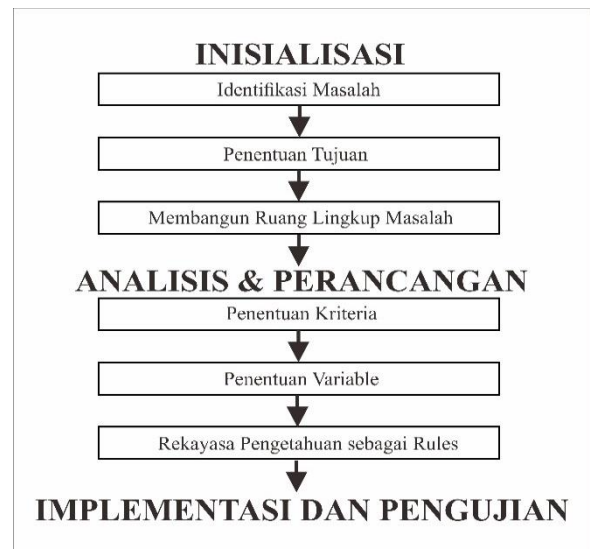 INISIALISASI
Identifikasi Masalah
Penentuan Tujuan
Membangun Ruang Lingkup Masalah
ANALISIS & PERANCANGAN
Penentuan Kriteria
Penentuan Variable
Rekayasa Pengetahuan sebagai Rules
IMPLEMENTASI DAN PENGUJIAN